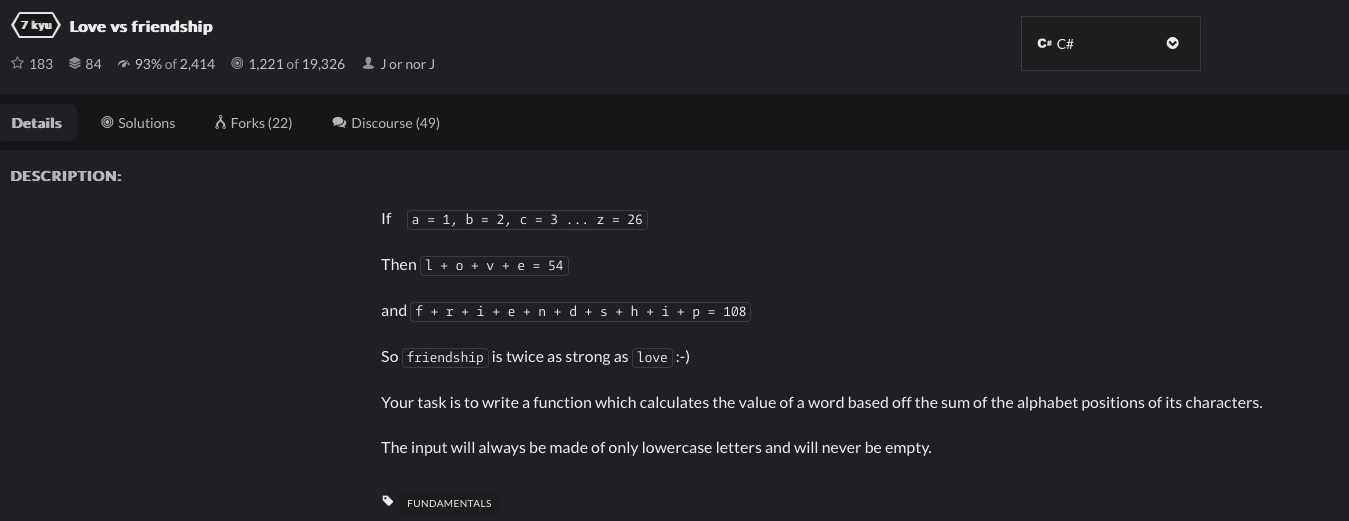 7 kyu Love vs friendship
C# C#
183 84 93% of 2,414 1,221 of 19,326 J or nor J
Details Solutions Forks (22) Discourse (49)
DESCRIPTION:
If a = 1, b = 2, c = 3 ... z = 26
Then l + o + v + e = 54
and f + r + i + e + n + d + s + h + i + p = 108
So friendship is twice as strong as love :-)
Your task is to write a function which calculates the value of a word based off the sum of the alphabet positions of its characters.
The input will always be made of only lowercase letters and will never be empty.
FUNDAMENTALS